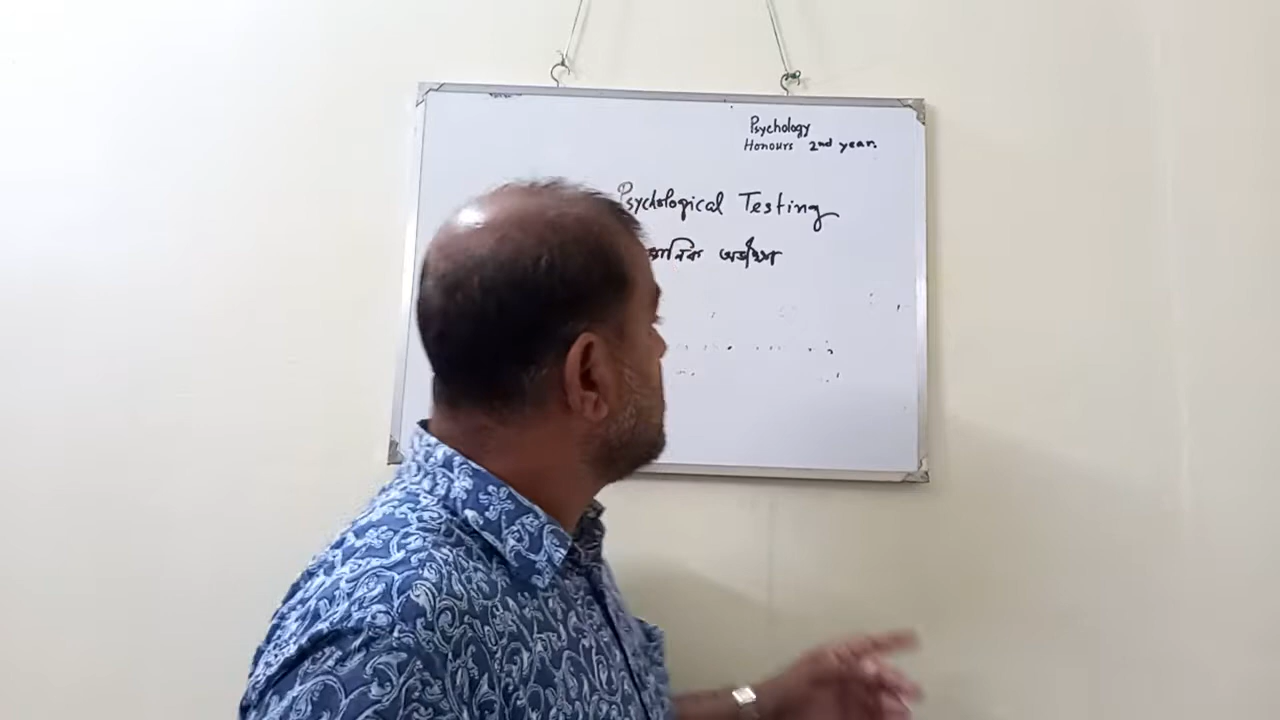 Psychology
Honours 2nd year.
Psychological Testing
অভীক্ষা